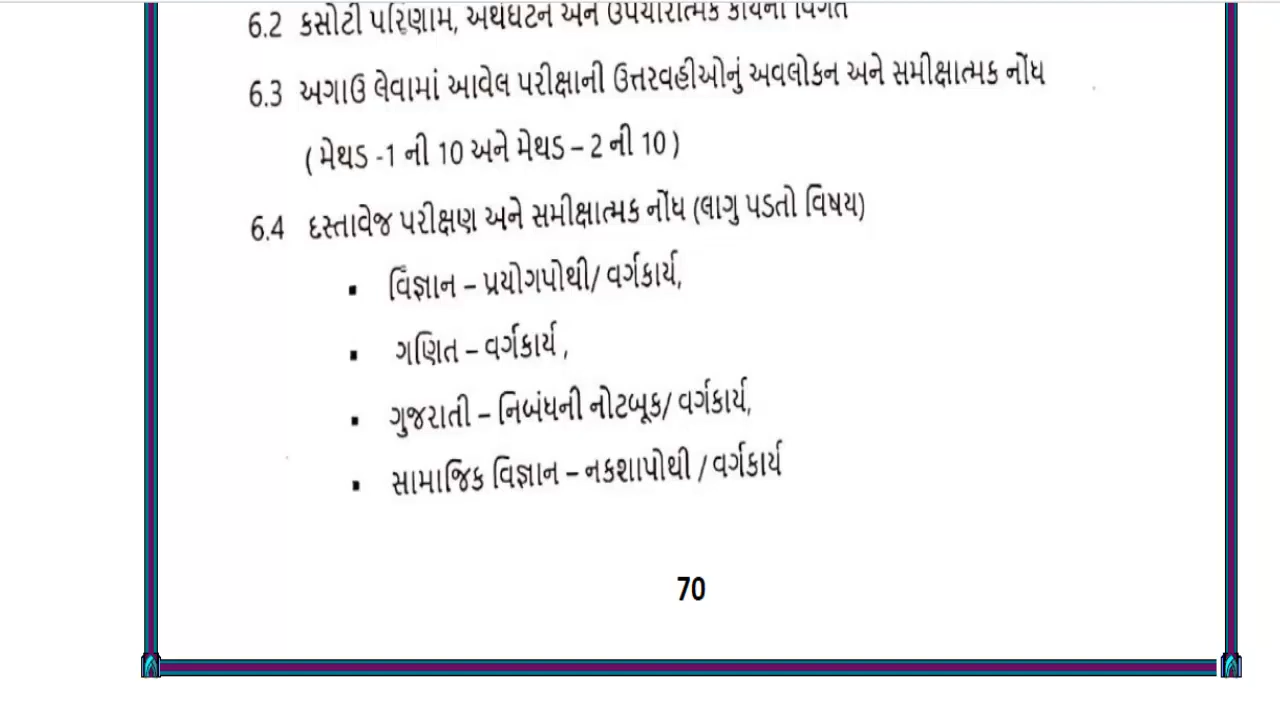 6.2 કસોટી પરિણામ, અર્થઘટન અને ઉપચારાત્મક કાર્યની વિગત
6.3 અગાઉ લેવામાં આવેલ પરીક્ષાની ઉત્તરવહીઓનું અવલોકન અને સમીક્ષાત્મક નોંધ
( મેથડ -1 ની 10 અને મેથડ – 2 ની 10 )
6.4 દસ્તાવેજ પરીક્ષણ અને સમીક્ષાત્મક નોંધ (લાગુ પડતો વિષય)
▪ વિજ્ઞાન – પ્રયોગપોથી/ વર્ગકાર્ય,
▪ ગણિત – વર્ગકાર્ય ,
▪ ગુજરાતી – નિબંધની નોટબૂક/ વર્ગકાર્ય,
▪ સામાજિક વિજ્ઞાન – નકશાપોથી / વર્ગકાર્ય
70